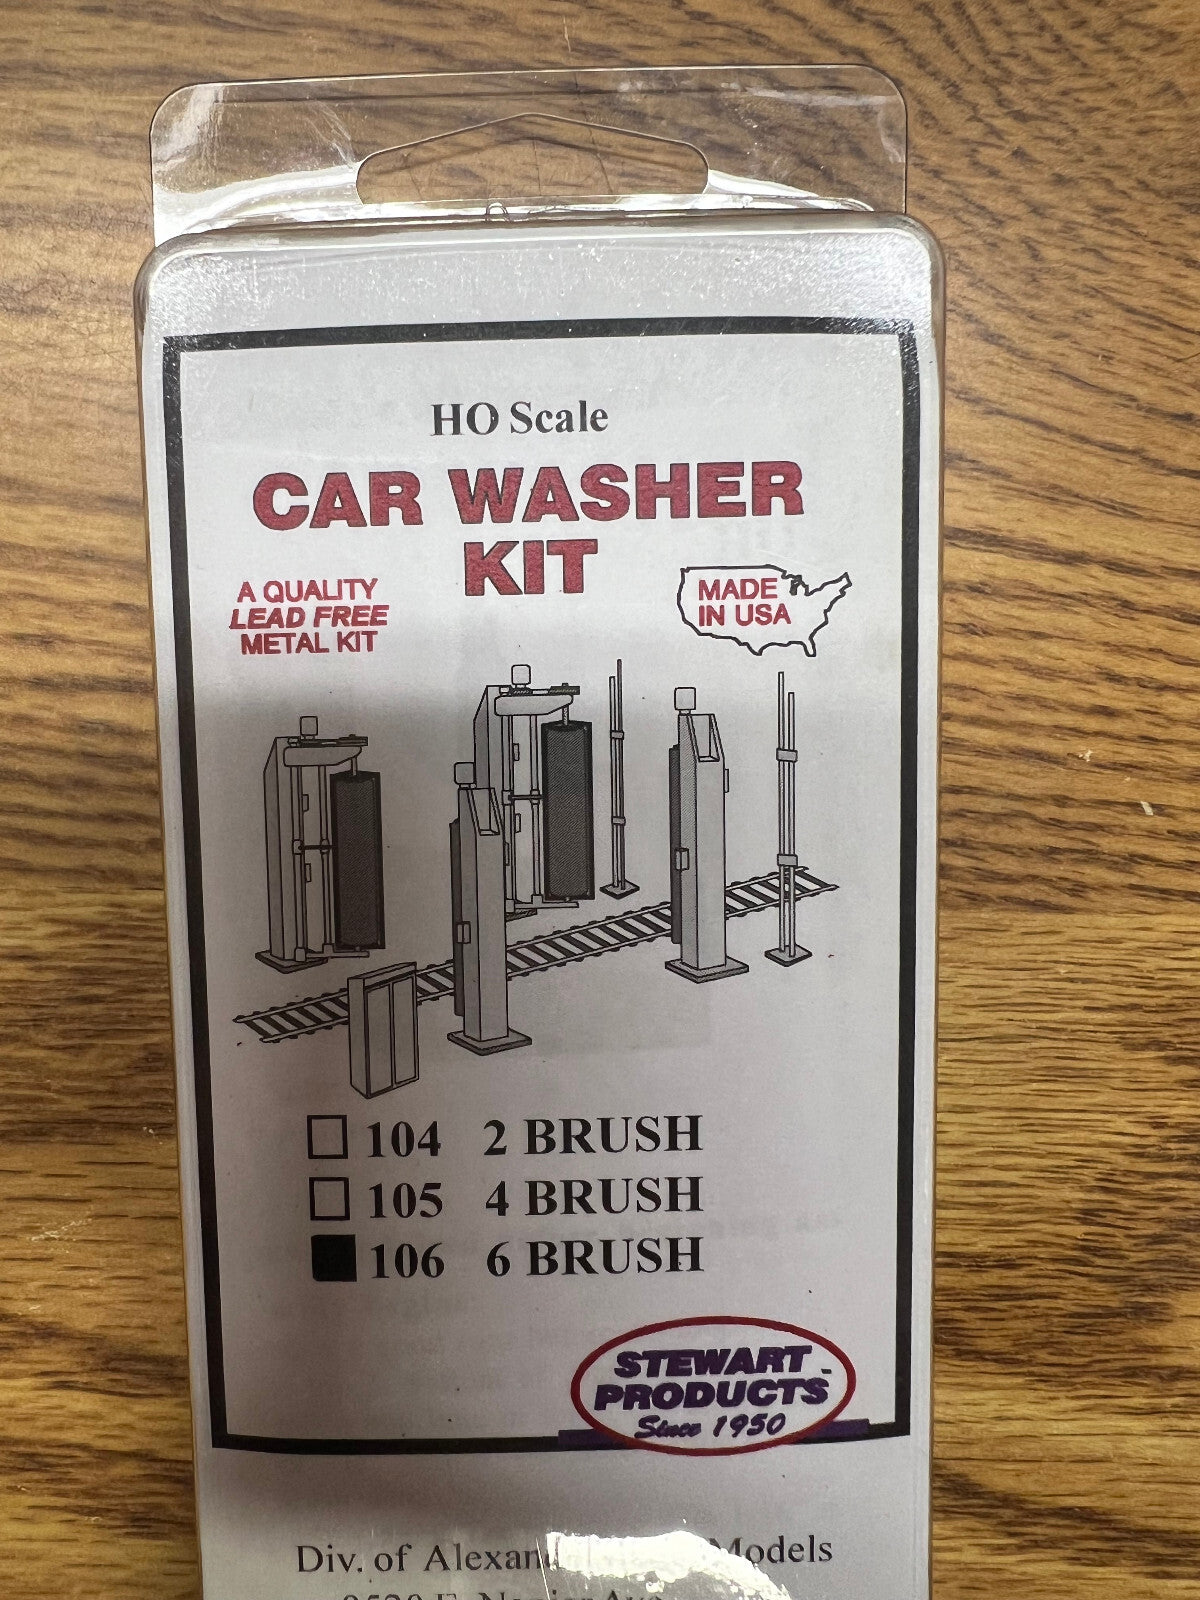 HO Scale
CAR WASHER
KIT
A QUALITY
LEAD FREE
METAL KIT
MADE
IN USA
104 2 BRUSH
105 4 BRUSH
106 6 BRUSH
STEWART
PRODUCTS
Since 1950
Div. of Models